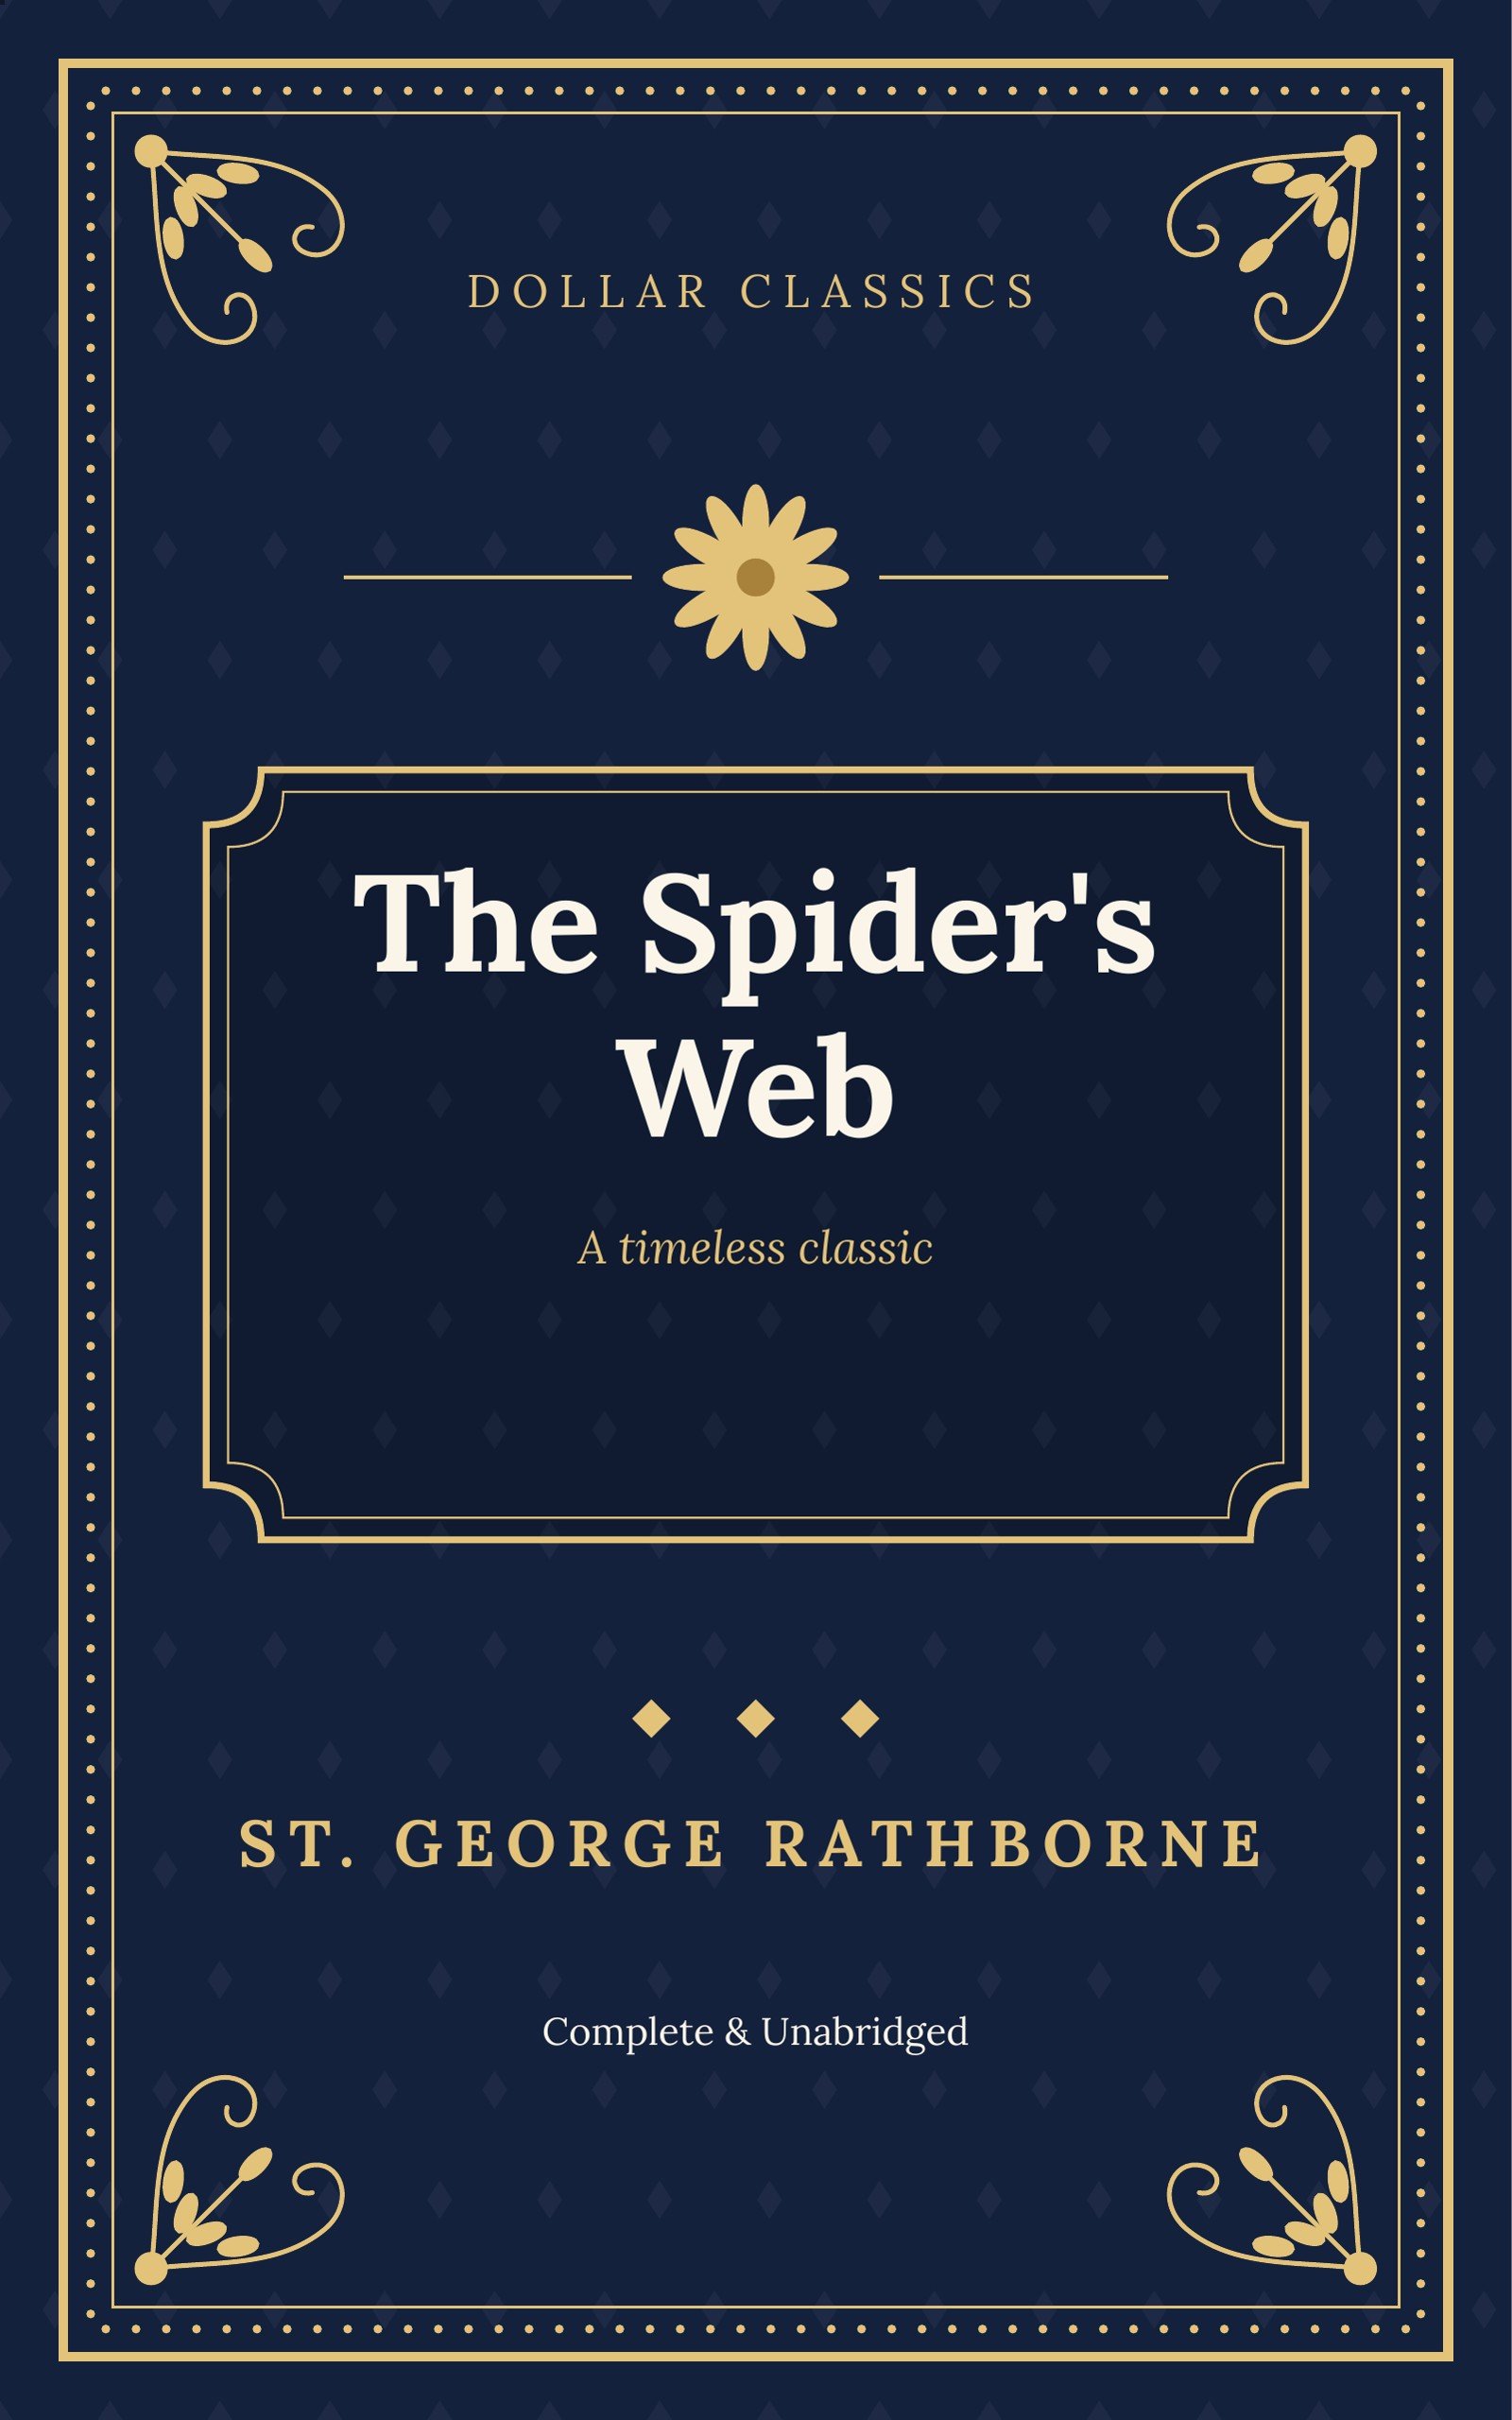 DOLLAR CLASSICS
The Spider's
Web
A timeless classic
ST. GEORGE RATHBORNE
Complete & Unabridged